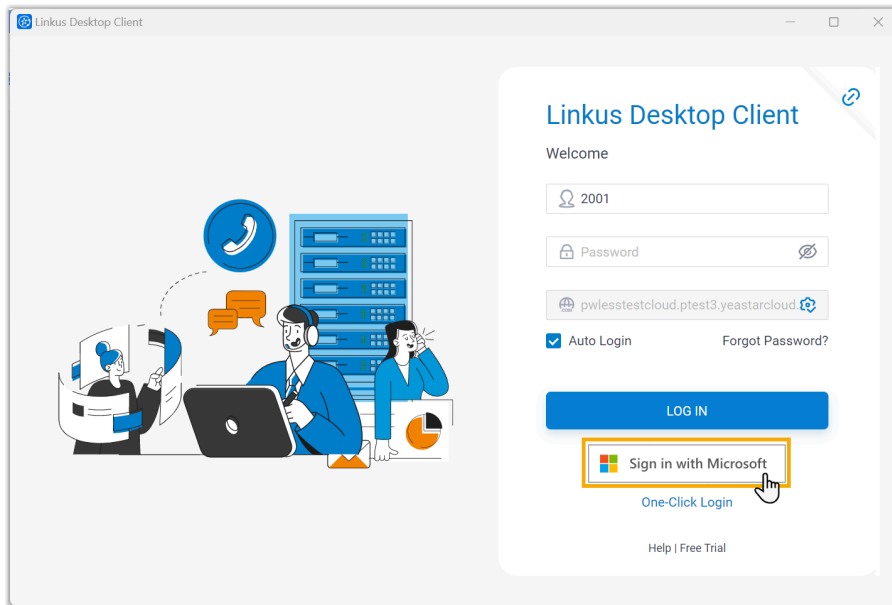 Linkus Desktop Client
Linkus Desktop Client
Welcome
2001
Password
pwlesstestcloud.ptest3.yeastarcloud.
Auto Login Forgot Password?
LOG IN
Sign in with Microsoft
One-Click Login
Help | Free Trial